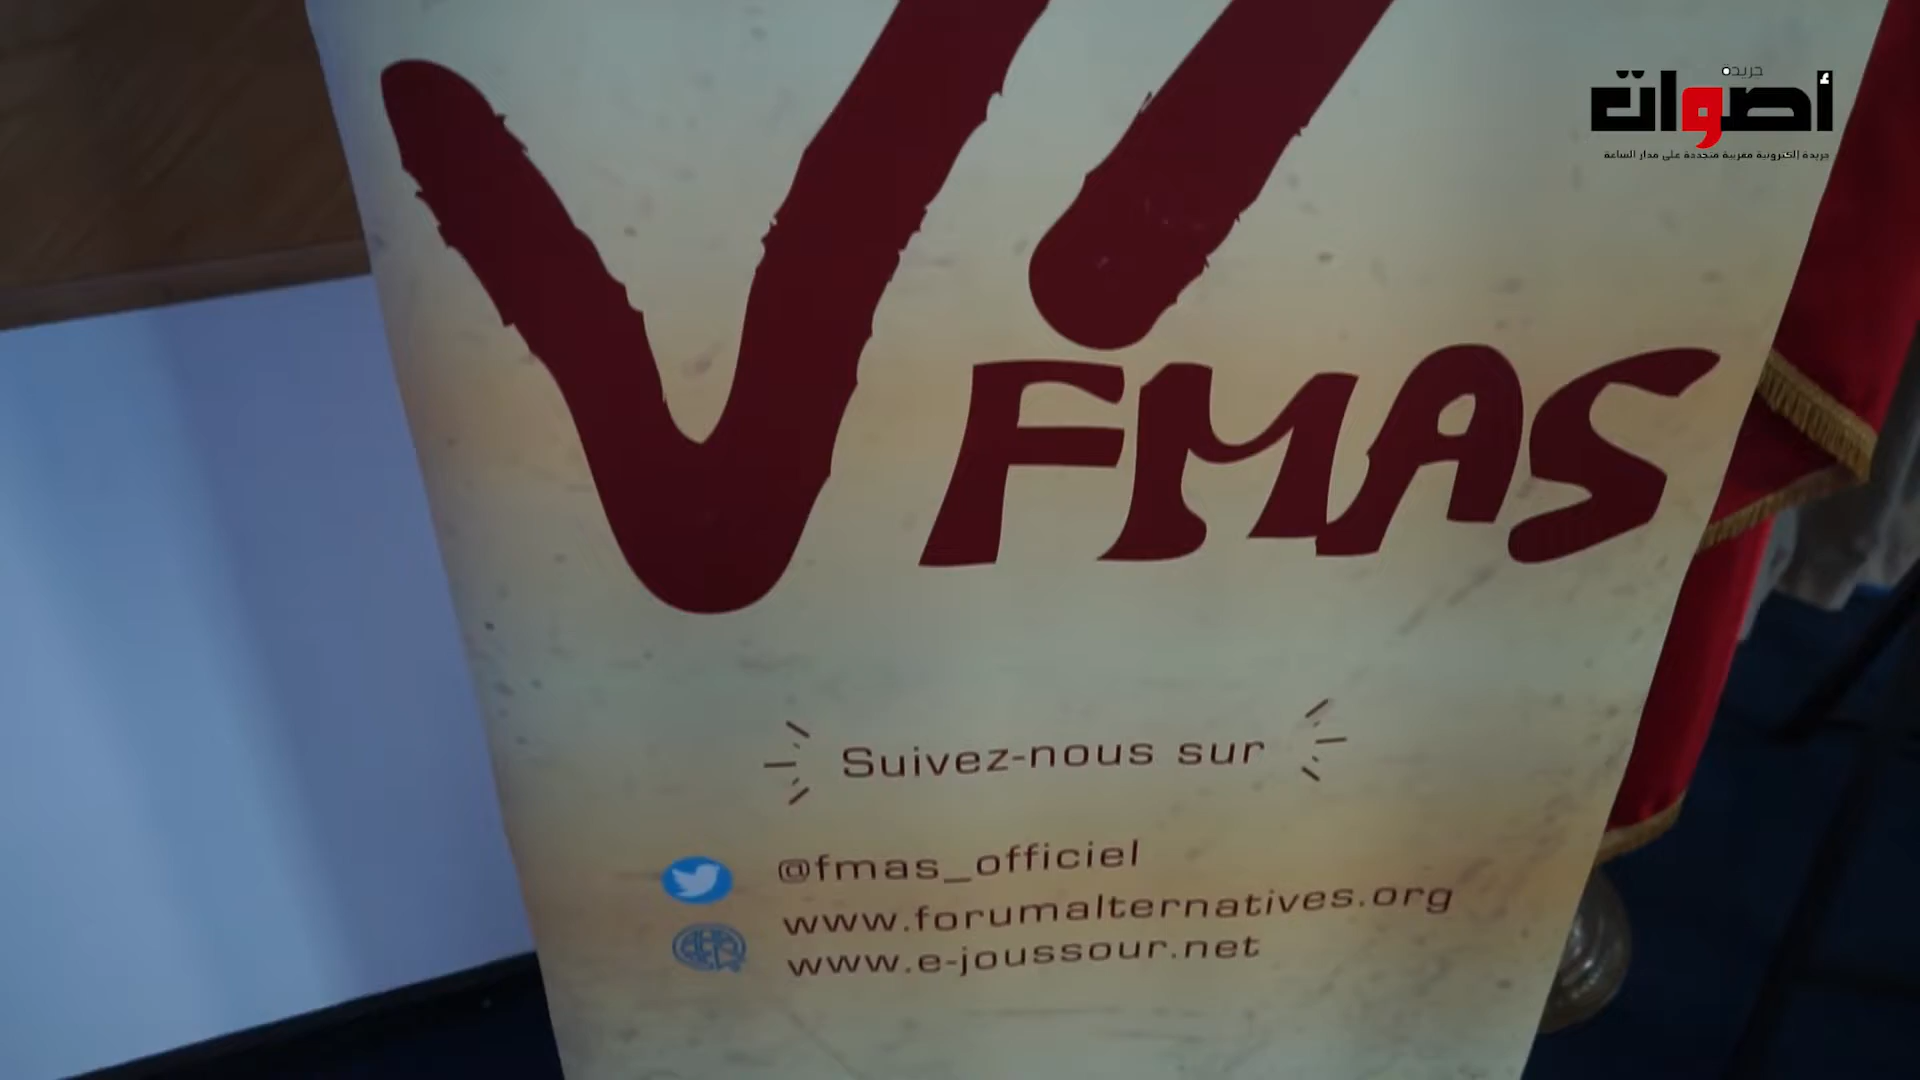 جريدة
أصوات
جريدة إلكترونية مغربية متجددة على مدار الساعة
FMAS
Suivez-nous sur
@fmas_officiel
www.forumalternatives.org
www.e-joussour.net